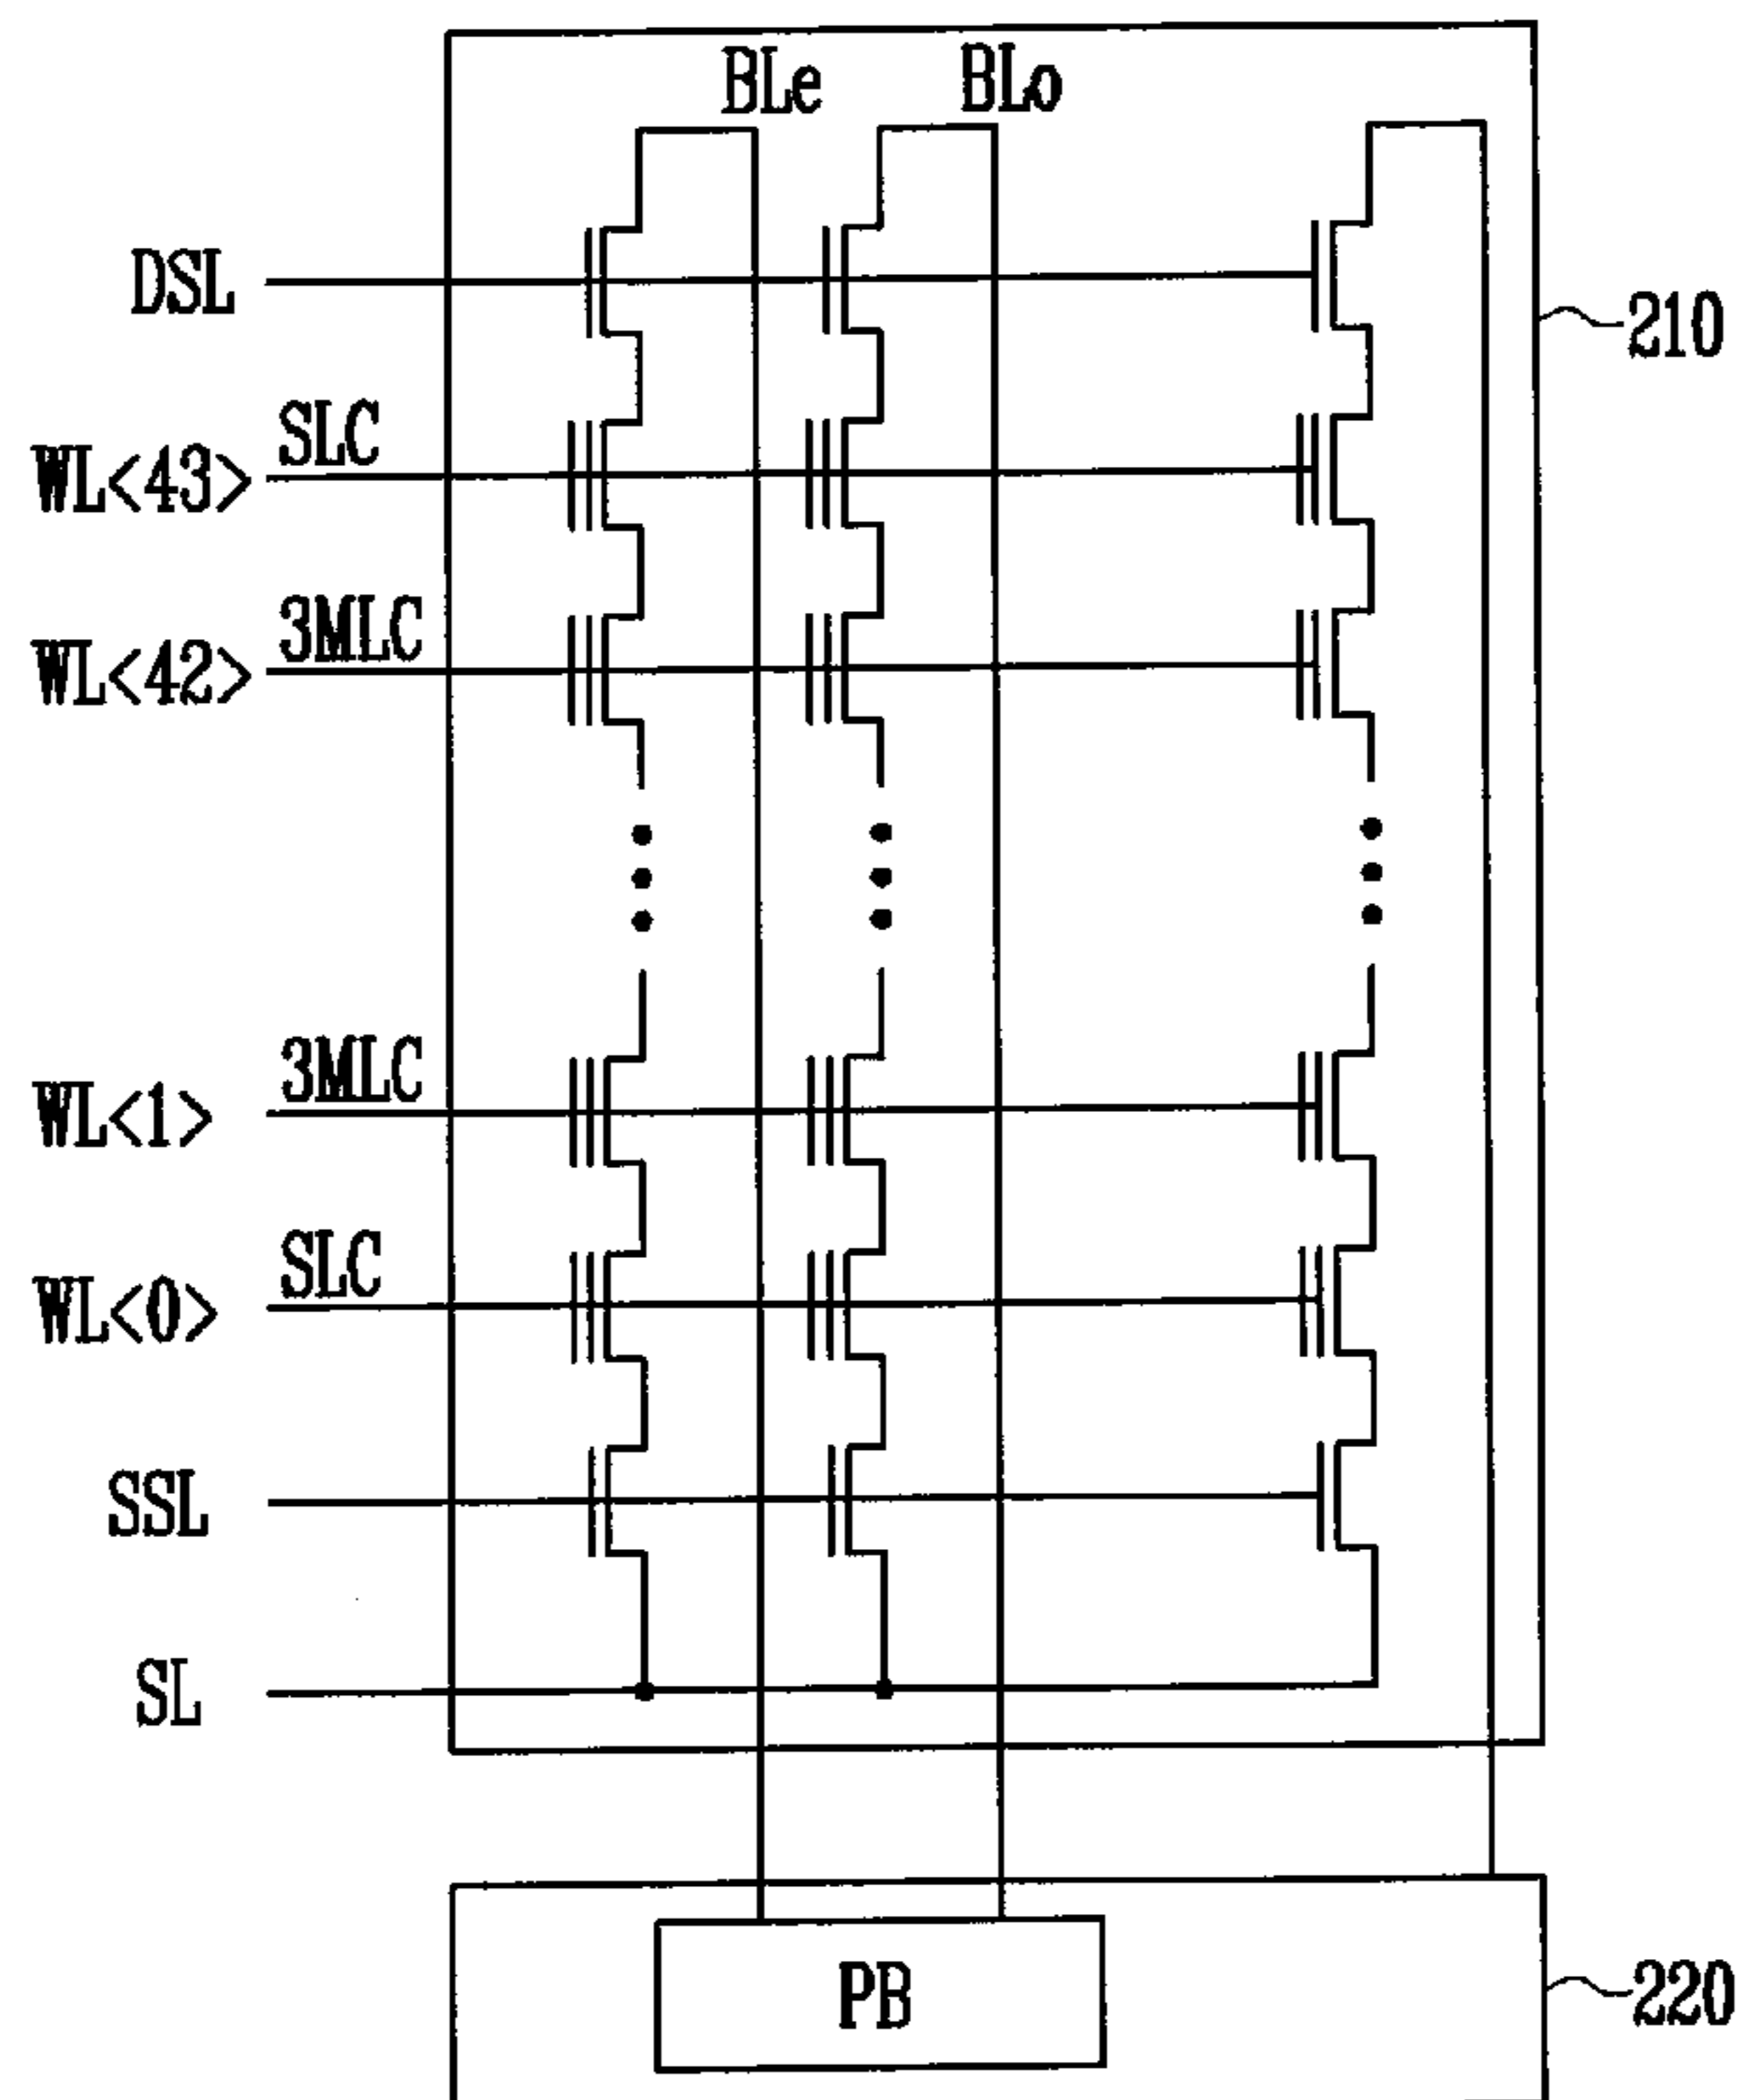 BLe BLo
DSL
210
SLC
WL<43>
3MLC
WL<42>
3MLC
WL<1>
SLC
WL<0>
SSL
SL
PB
220